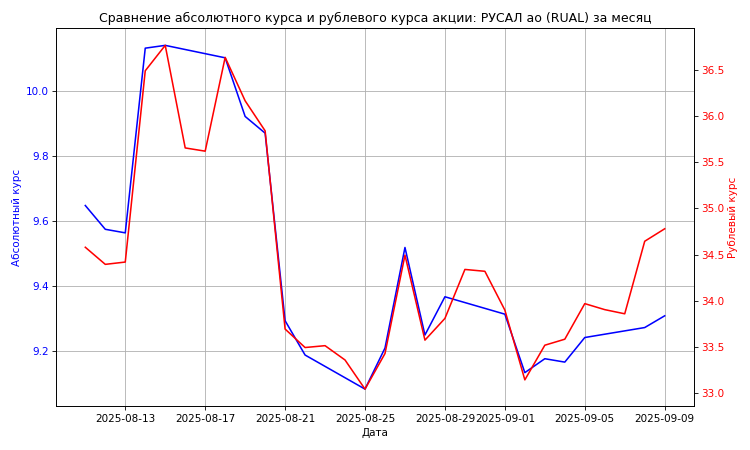 Сравнение абсолютного курса и рублевого курса акции: РУСАЛ ао (RUAL) за месяц
Абсолютный курс
10.0
9.8
9.6
9.4
9.2
36.5
36.0
35.5
35.0
34.5
34.0
33.5
33.0
Рублевый курс
2025-08-13 2025-08-17 2025-08-21 2025-08-25 2025-08-29 2025-09-01 2025-09-05 2025-09-09
Дата